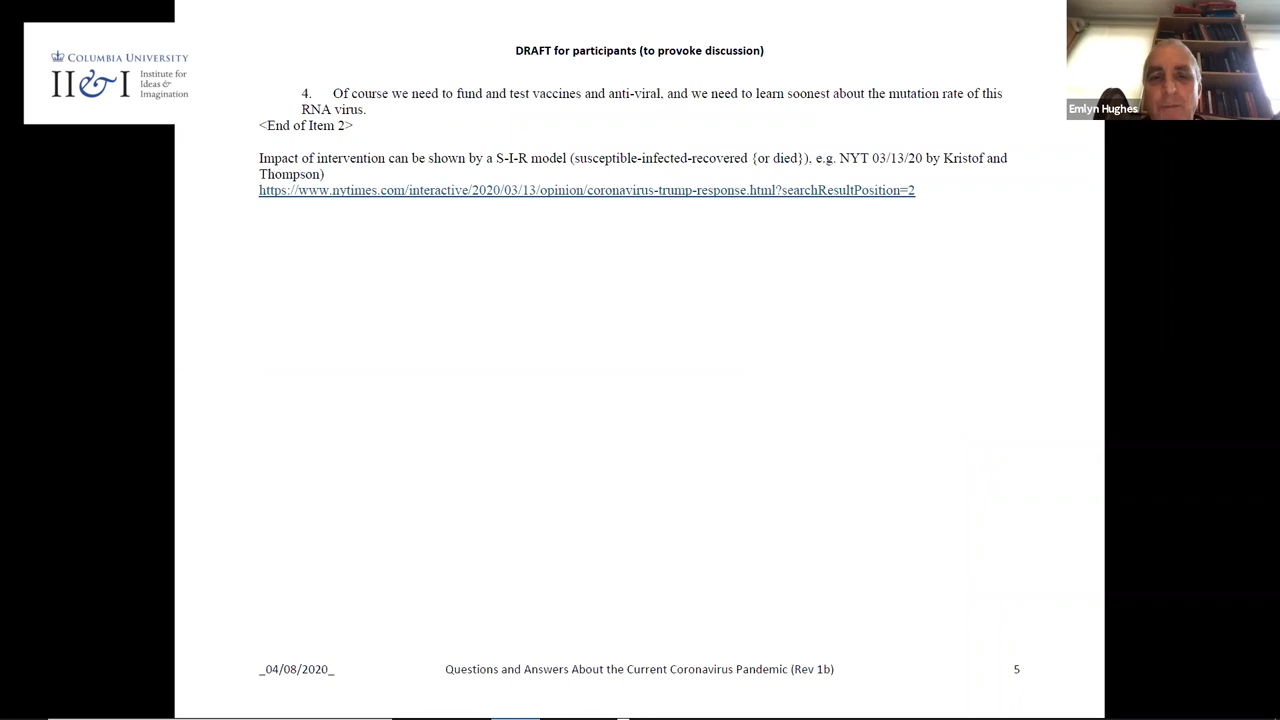 COLUMBIA UNIVERSITY
II&I
Institute for
Ideas &
Imagination
DRAFT for participants (to provoke discussion)
Emlyn Hughes
4. Of course we need to fund and test vaccines and anti-viral, and we need to learn soonest about the mutation rate of this
RNA virus.
<End of Item 2>
Impact of intervention can be shown by a S-I-R model (susceptible-infected-recovered {or died}), e.g. NYT 03/13/20 by Kristof and
Thompson)
https://www.nytimes.com/interactive/2020/03/13/opinion/coronavirus-trump-response.html?searchResultPosition=2
_04/08/2020_ Questions and Answers About the Current Coronavirus Pandemic (Rev 1b) 5